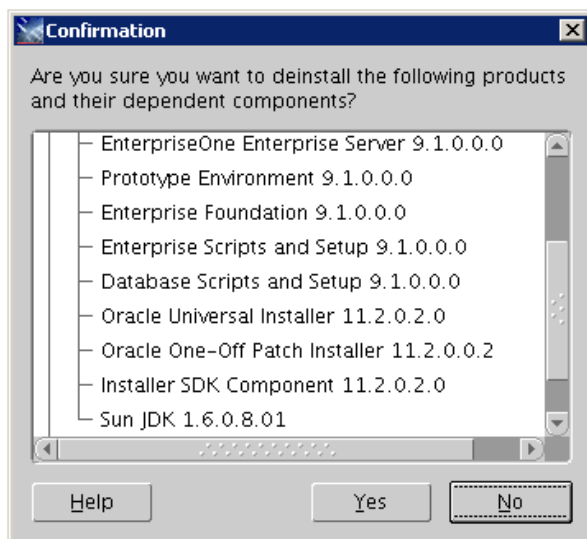 Confirmation
Are you sure you want to deinstall the following products
and their dependent components?
EnterpriseOne Enterprise Server 9.1.0.0.0
Prototype Environment 9.1.0.0.0
Enterprise Foundation 9.1.0.0.0
Enterprise Scripts and Setup 9.1.0.0.0
Database Scripts and Setup 9.1.0.0.0
Oracle Universal Installer 11.2.0.2.0
Oracle One-Off Patch Installer 11.2.0.0.2
Installer SDK Component 11.2.0.2.0
Sun JDK 1.6.0.8.01
Help Yes No